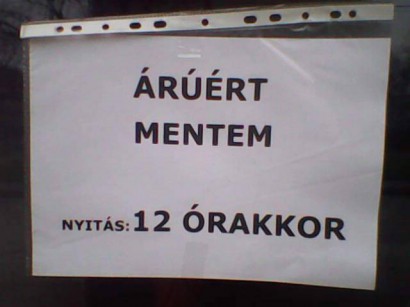 ÁRÚÉRT
MENTEM
NYITÁS: 12 ÓRAKKOR